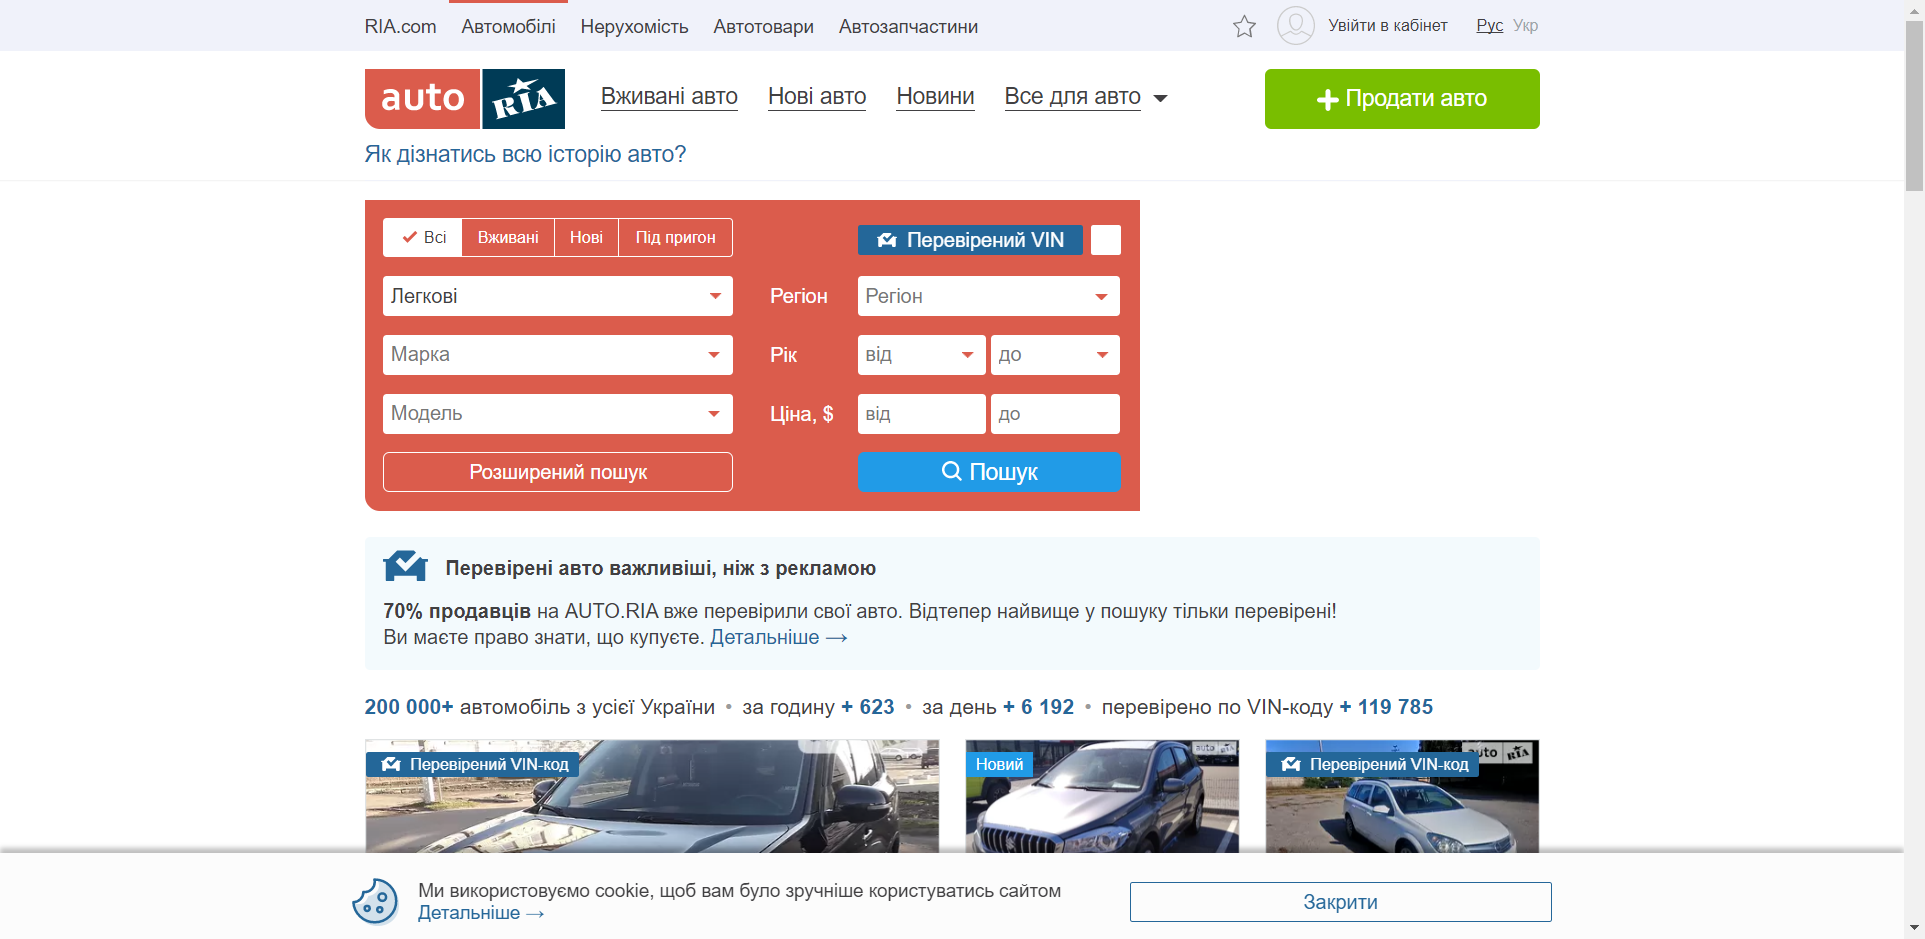 RIA.com Автомобілі Нерухомість Автотовари Автозапчастини Увійти в кабінет Рус Укр
auto RIA Вживані авто Нові авто Новини Все для авто Продати авто
Як дізнатись всю історію авто?
Всі Вживані Нові Під пригон Перевірений VIN
Легкові Регіон Регіон
Марка Рік від до
Модель Ціна, $ від до
Розширений пошук Пошук
Перевірені авто важливіші, ніж з рекламою
70% продавців на AUTO.RIA вже перевірили свої авто. Відтепер найвище у пошуку тільки перевірені!
Ви маєте право знати, що купуєте. Детальніше →
200 000+ автомобіль з усієї України • за годину + 623 • за день + 6 192 • перевірено по VIN-коду + 119 785
Перевірений VIN-код Новий auto RIA Перевірений VIN-код auto RIA
Ми використовуємо cookie, щоб вам було зручніше користуватись сайтом
Детальніше →
Закрити